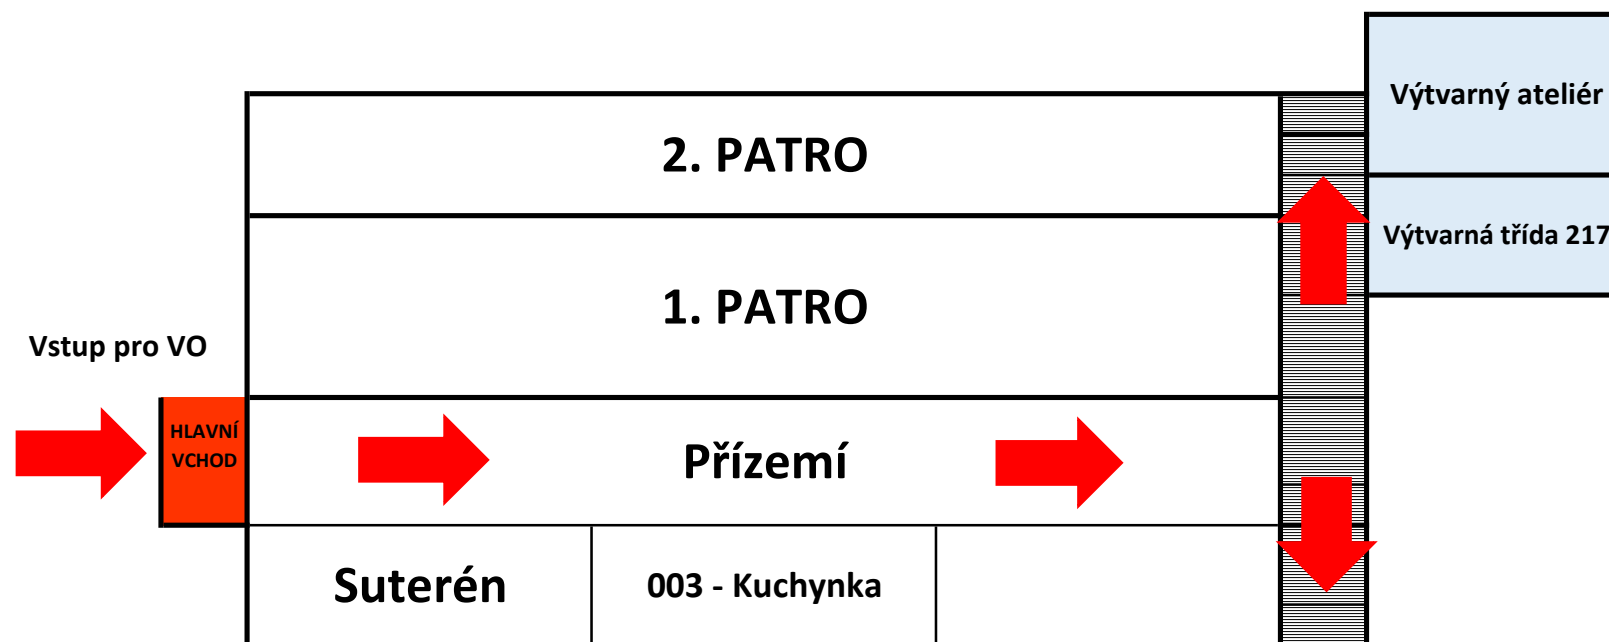 Výtvarný ateliér
2. PATRO
Výtvarná třída 217
1. PATRO
Vstup pro VO
HLAVNÍ
VCHOD
Přízemí
Suterén
003 - Kuchynka